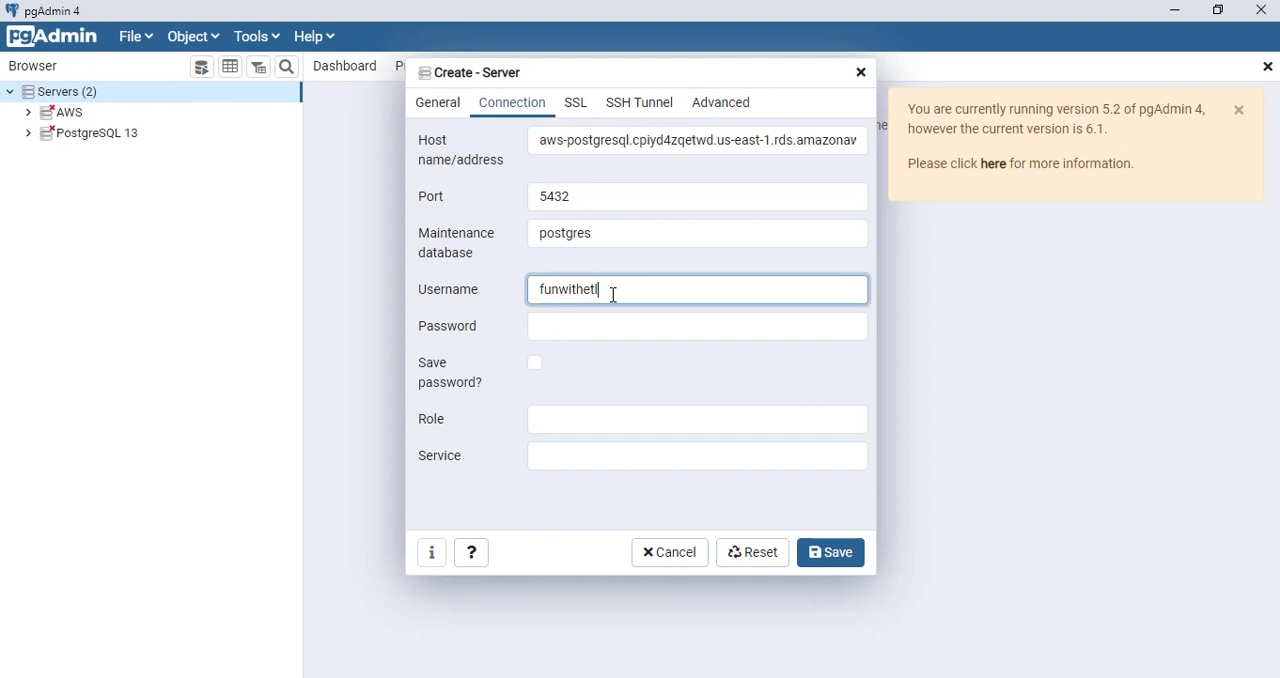 pgAdmin 4
pgAdmin File Object Tools Help
Browser
Dashboard
Servers (2)
AWS
PostgreSQL 13
Create - Server
General Connection SSL SSH Tunnel Advanced
Host name/address
aws-postgresql.cpiyd4zqetwd.us-east-1.rds.amazonaw
Port
5432
Maintenance database
postgres
Username
funwithetl
Password
Save password?
Role
Service
i
?
Cancel
Reset
Save
You are currently running version 5.2 of pgAdmin 4,
however the current version is 6.1.
Please click here for more information.